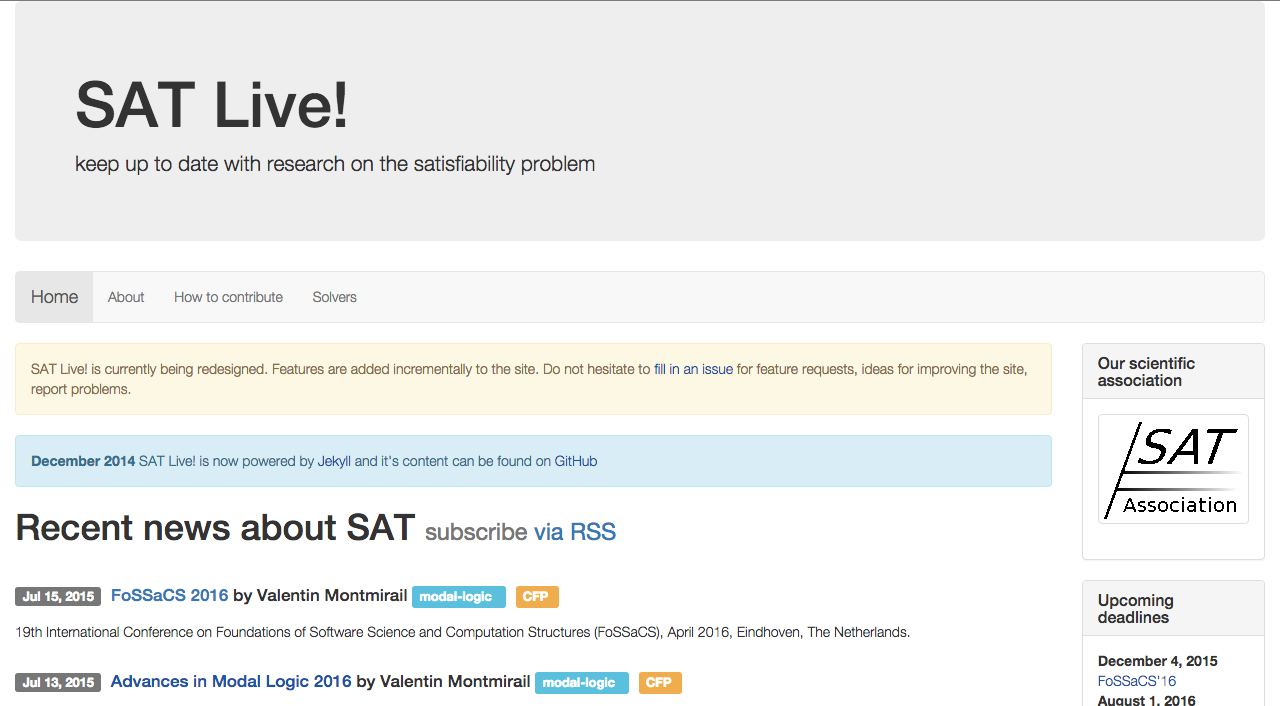 SAT Live!
keep up to date with research on the satisfiability problem
Home About How to contribute Solvers
SAT Live! is currently being redesigned. Features are added incrementally to the site. Do not hesitate to fill in an issue for feature requests, ideas for improving the site,
report problems.
December 2014 SAT Live! is now powered by Jekyll and it's content can be found on GitHub
Recent news about SAT subscribe via RSS
Jul 15, 2015 FoSSaCS 2016 by Valentin Montmirail modal-logic CFP
19th International Conference on Foundations of Software Science and Computation Structures (FoSSaCS), April 2016, Eindhoven, The Netherlands.
Jul 13, 2015 Advances in Modal Logic 2016 by Valentin Montmirail modal-logic CFP
Our scientific
association
SAT
Association
Upcoming
deadlines
December 4, 2015
FoSSaCS'16
August 1, 2016